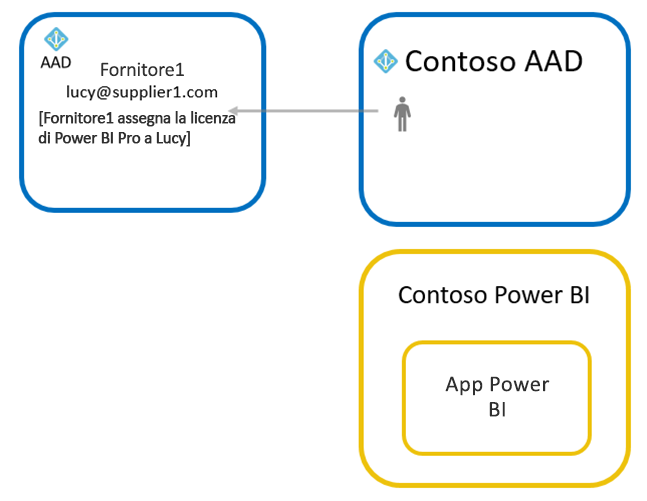 AAD
Fornitore1
lucy@supplier1.com
[Fornitore1 assegna la licenza
di Power BI Pro a Lucy]
Contoso AAD
Contoso Power BI
App Power
BI